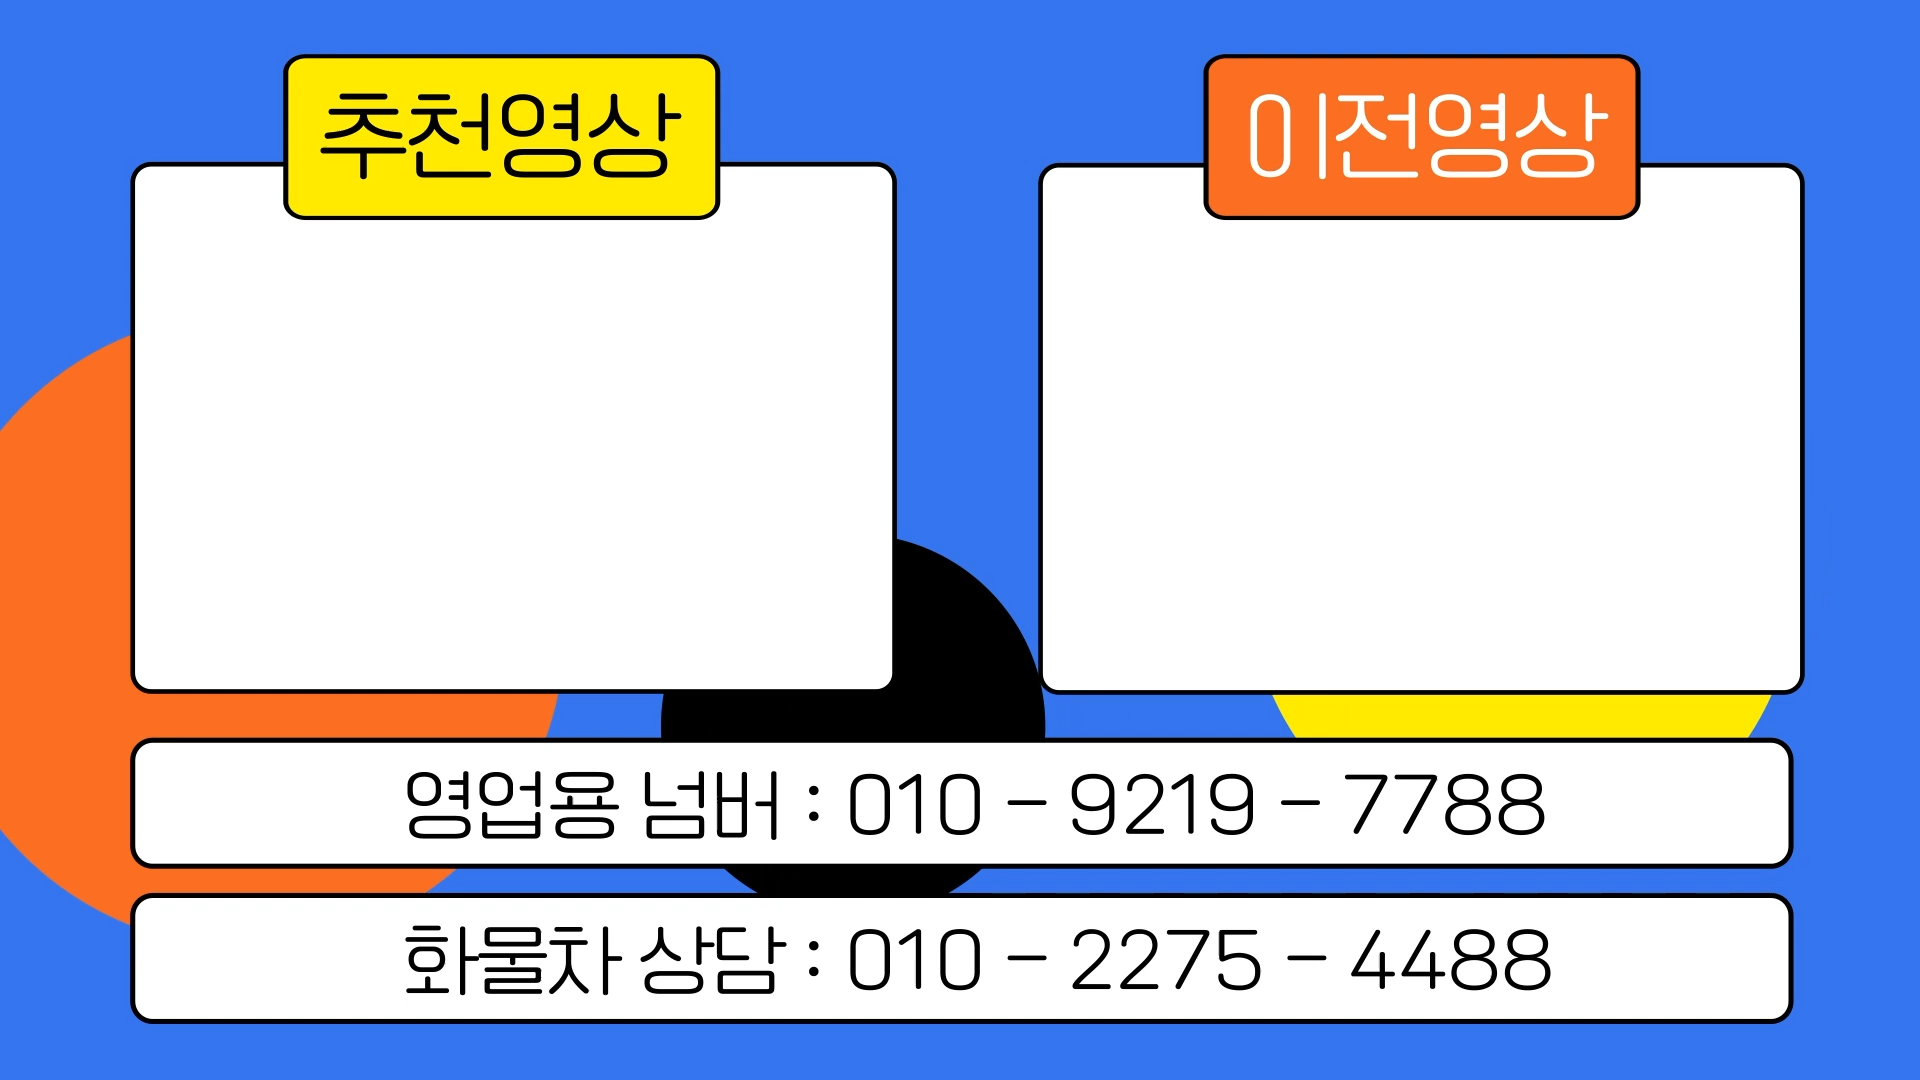 추천영상
이전영상
영업용 넘버 : 010 - 9219 - 7788
화물차 상담 : 010 - 2275 - 4488